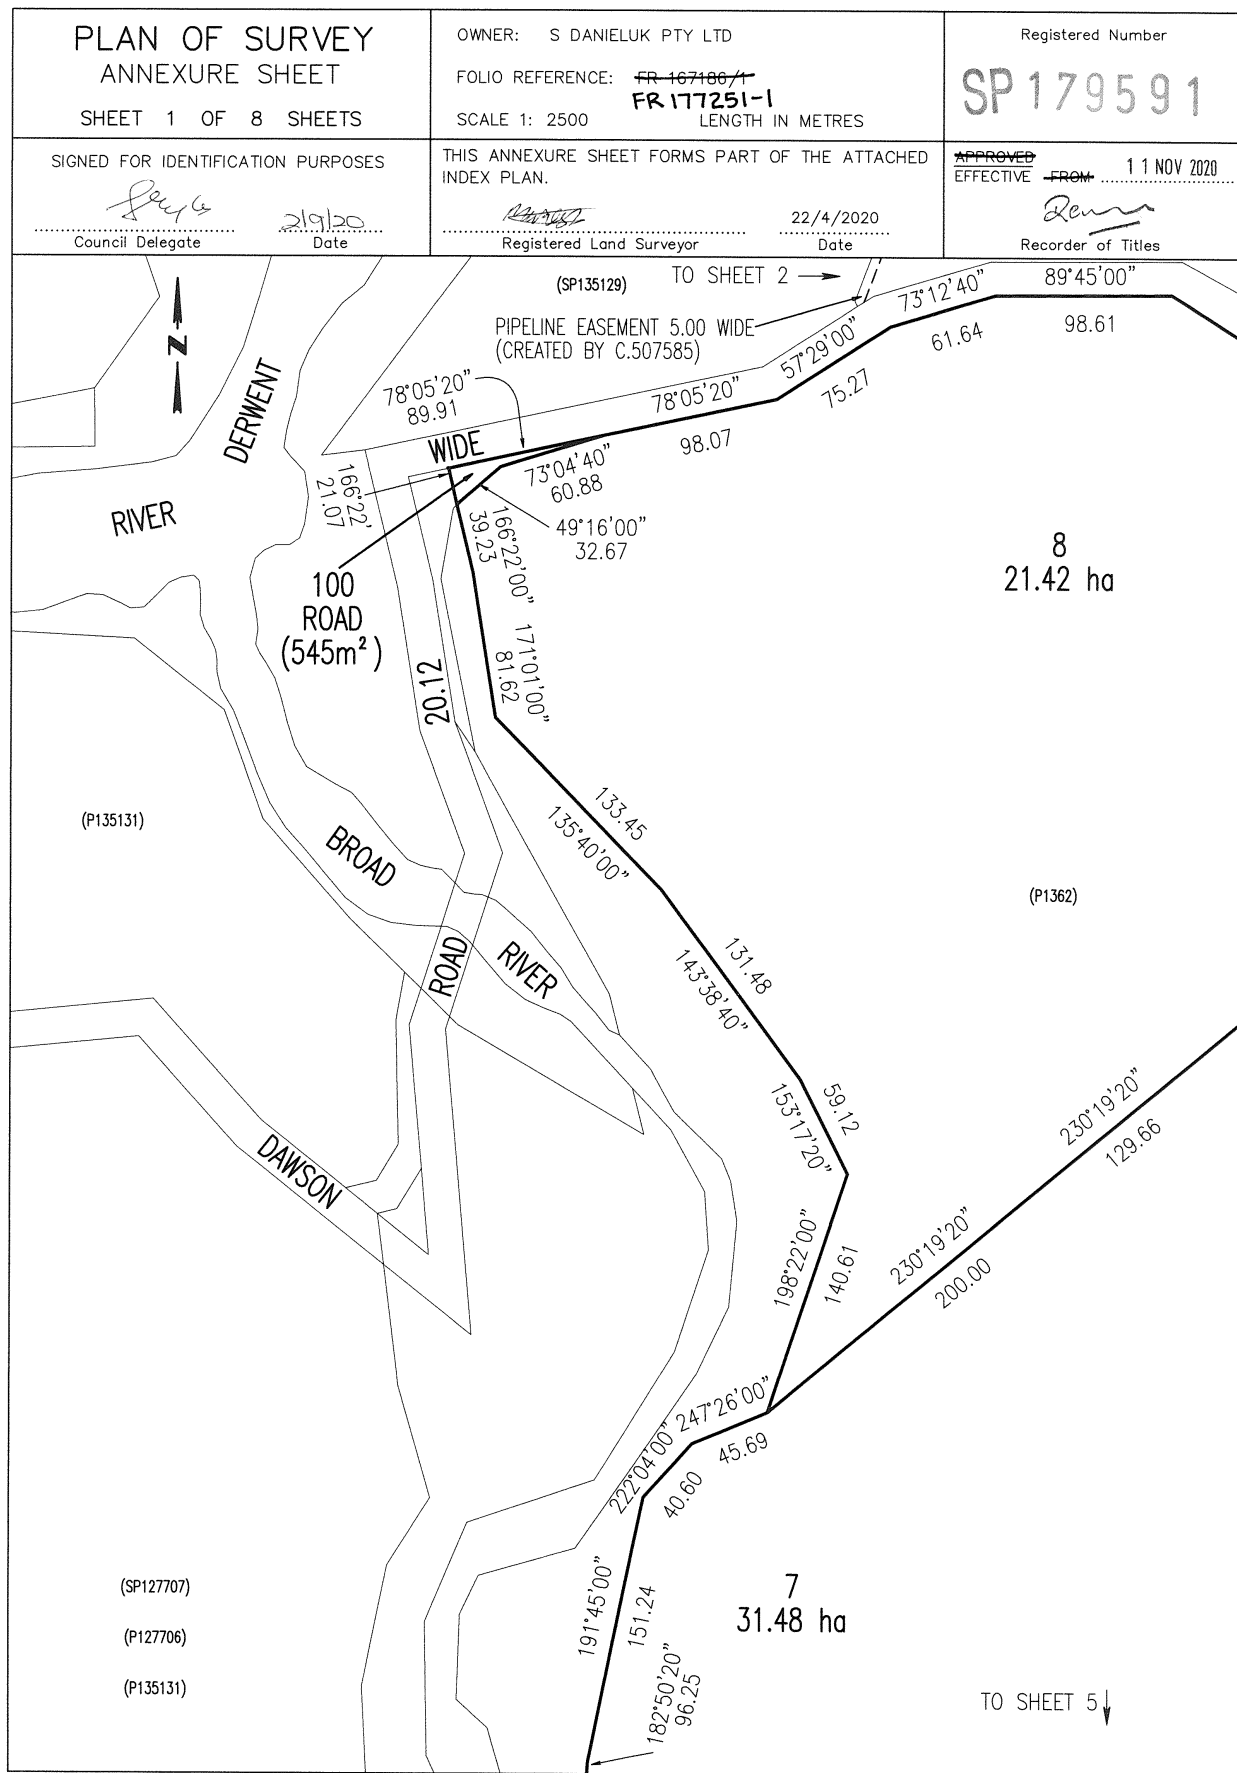 PLAN OF SURVEY
ANNEXURE SHEET
SHEET 1 OF 8 SHEETS
OWNER: S DANIELUK PTY LTD
FOLIO REFERENCE: FR 167186/1
FR 177251-1
SCALE 1: 2500 LENGTH IN METRES
Registered Number
SP179591
SIGNED FOR IDENTIFICATION PURPOSES
2/9/20
Council Delegate Date
THIS ANNEXURE SHEET FORMS PART OF THE ATTACHED
INDEX PLAN.
22/4/2020
Registered Land Surveyor Date
APPROVED
EFFECTIVE FROM 11 NOV 2020
Recorder of Titles
(SP135129)
TO SHEET 2
PIPELINE EASEMENT 5.00 WIDE
(CREATED BY C.507585)
73°12'40"
61.64
89°45'00"
98.61
57°29'00"
75.27
78°05'20"
89.91
78°05'20"
98.07
N
DERWENT
RIVER
WIDE
73°04'40"
60.88
166°22'
21.07
49°16'00"
32.67
166°22'00"
39.23
100
ROAD
(545m²)
8
21.42 ha
171°01'00"
81.62
20.12
133.45
135°40'00"
(P135131)
BROAD
RIVER
ROAD
(P1362)
131.48
143°38'40"
59.12
153°17'20"
DAWSON
230°19'20"
129.66
198°22'00"
140.61
230°19'20"
200.00
247°26'00"
45.69
222°04'00"
40.60
191°45'00"
151.24
7
31.48 ha
182°50'20"
96.25
(SP127707)
(P127706)
(P135131)
TO SHEET 5